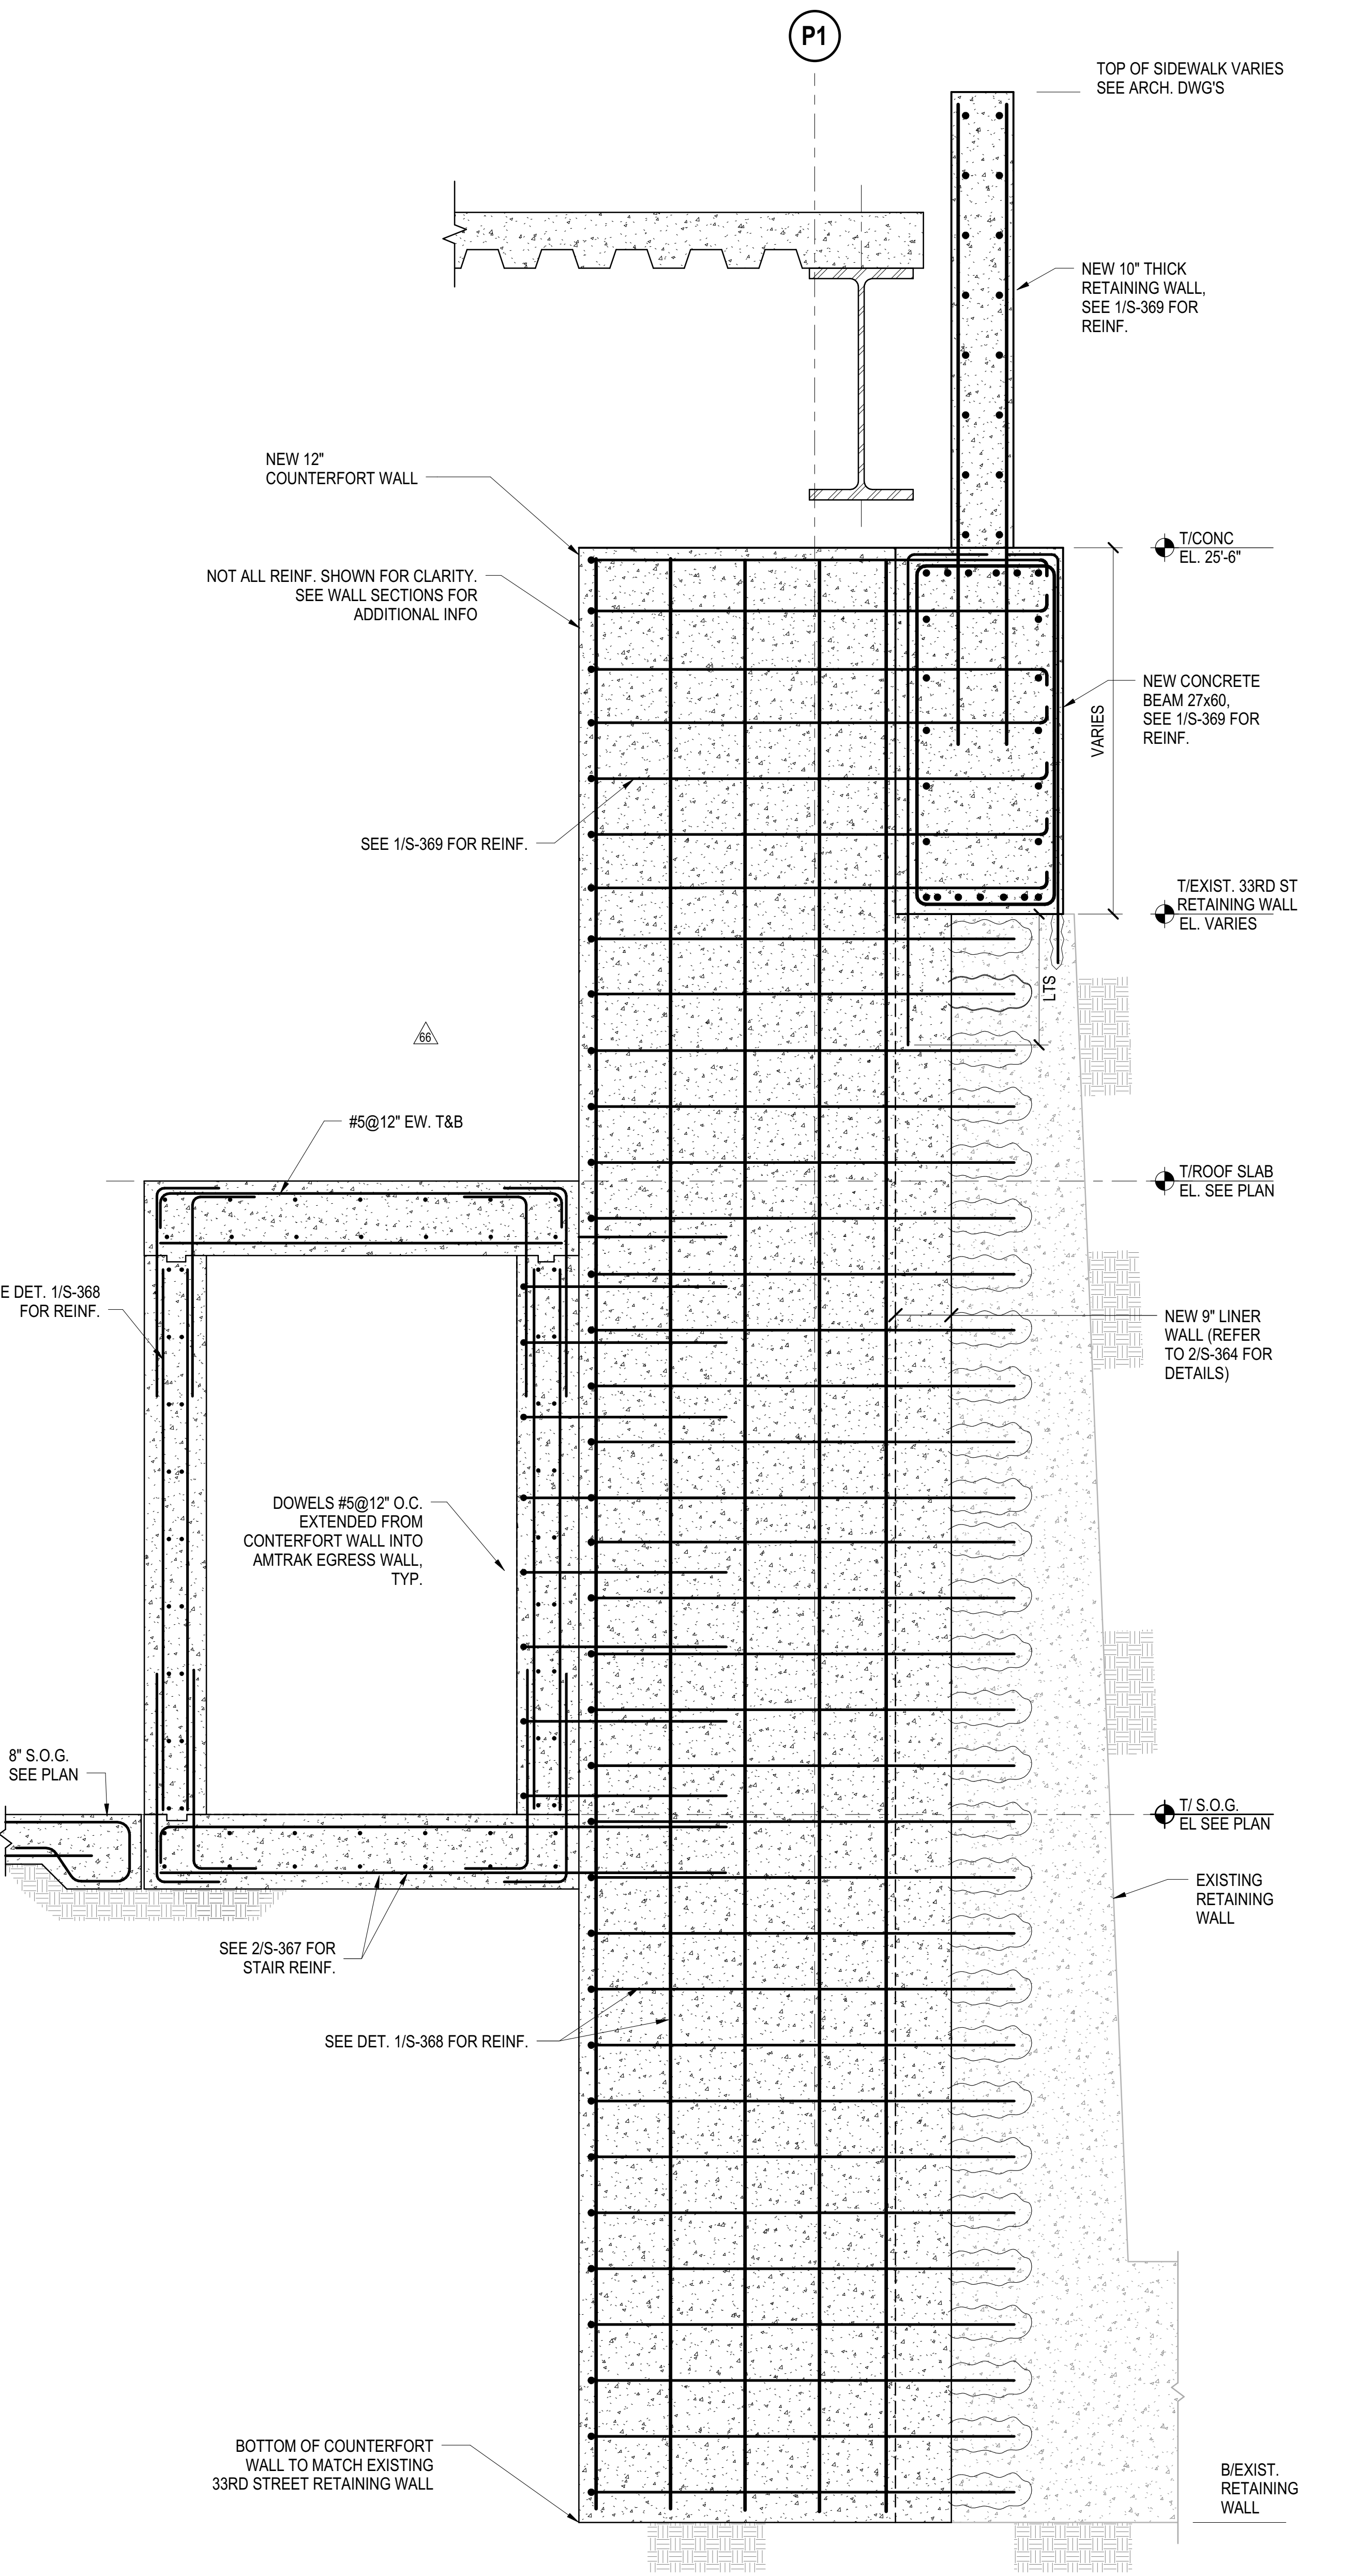 P1
TOP OF SIDEWALK VARIES
SEE ARCH. DWG'S
NEW 10" THICK
RETAINING WALL,
SEE 1/S-369 FOR
REINF.
NEW 12"
COUNTERFORT WALL
T/CONC
EL. 25'-6"
NOT ALL REINF. SHOWN FOR CLARITY.
SEE WALL SECTIONS FOR
ADDITIONAL INFO
NEW CONCRETE
BEAM 27x60,
SEE 1/S-369 FOR
REINF.
VARIES
SEE 1/S-369 FOR REINF.
T/EXIST. 33RD ST
RETAINING WALL
EL. VARIES
LTS
66
#5@12" EW. T&B
T/ROOF SLAB
EL. SEE PLAN
E DET. 1/S-368
FOR REINF.
NEW 9" LINER
WALL (REFER
TO 2/S-364 FOR
DETAILS)
DOWELS #5@12" O.C.
EXTENDED FROM
CONTERFORT WALL INTO
AMTRAK EGRESS WALL,
TYP.
8" S.O.G.
SEE PLAN
T/ S.O.G.
EL SEE PLAN
EXISTING
RETAINING
WALL
SEE 2/S-367 FOR
STAIR REINF.
SEE DET. 1/S-368 FOR REINF.
BOTTOM OF COUNTERFORT
WALL TO MATCH EXISTING
33RD STREET RETAINING WALL
B/EXIST.
RETAINING
WALL